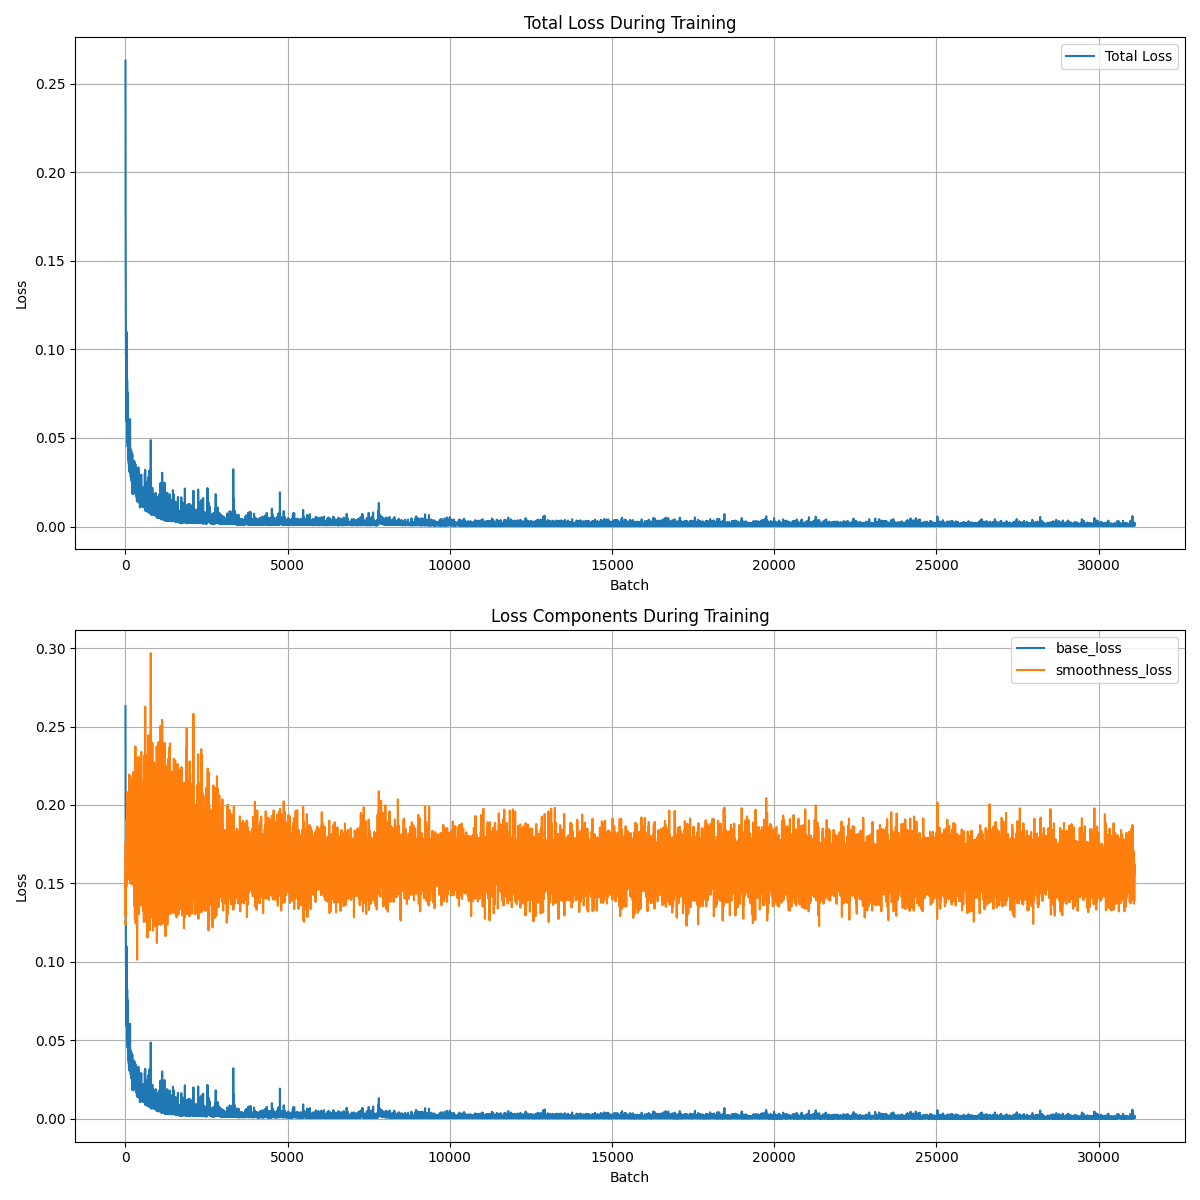 Total Loss During Training
Total Loss
0.25
0.20
0.15
0.10
0.05
0.00
Loss
0 5000 10000 15000 20000 25000 30000
Batch
Loss Components During Training
base_loss
smoothness_loss
0.30
0.25
0.20
0.15
0.10
0.05
0.00
Loss
0 5000 10000 15000 20000 25000 30000
Batch